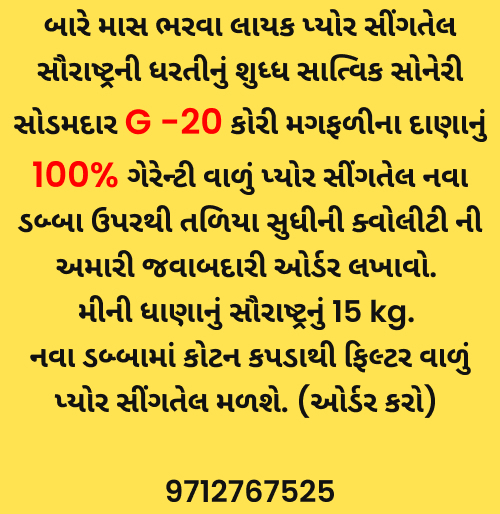 બારે માસ ભરવા લાયક પ્યોર સીંગતેલ
સૌરાષ્ટ્રની ધરતીનું શુધ્ધ સાત્વિક સોનેરી
સોડમદાર G -20 કોરી મગફળીના દાણાનું
100% ગેરેન્ટી વાળું પ્યોર સીંગતેલ નવા
ડબ્બા ઉપરથી તળિયા સુધીની ક્વોલીટી ની
અમારી જવાબદારી ઓર્ડર લખાવો.
મીની ધાણાનું સૌરાષ્ટ્રનું 15 kg.
નવા ડબ્બામાં કોટન કપડાથી ફિલ્ટર વાળું
પ્યોર સીંગતેલ મળશે. (ઓર્ડર કરો)
9712767525